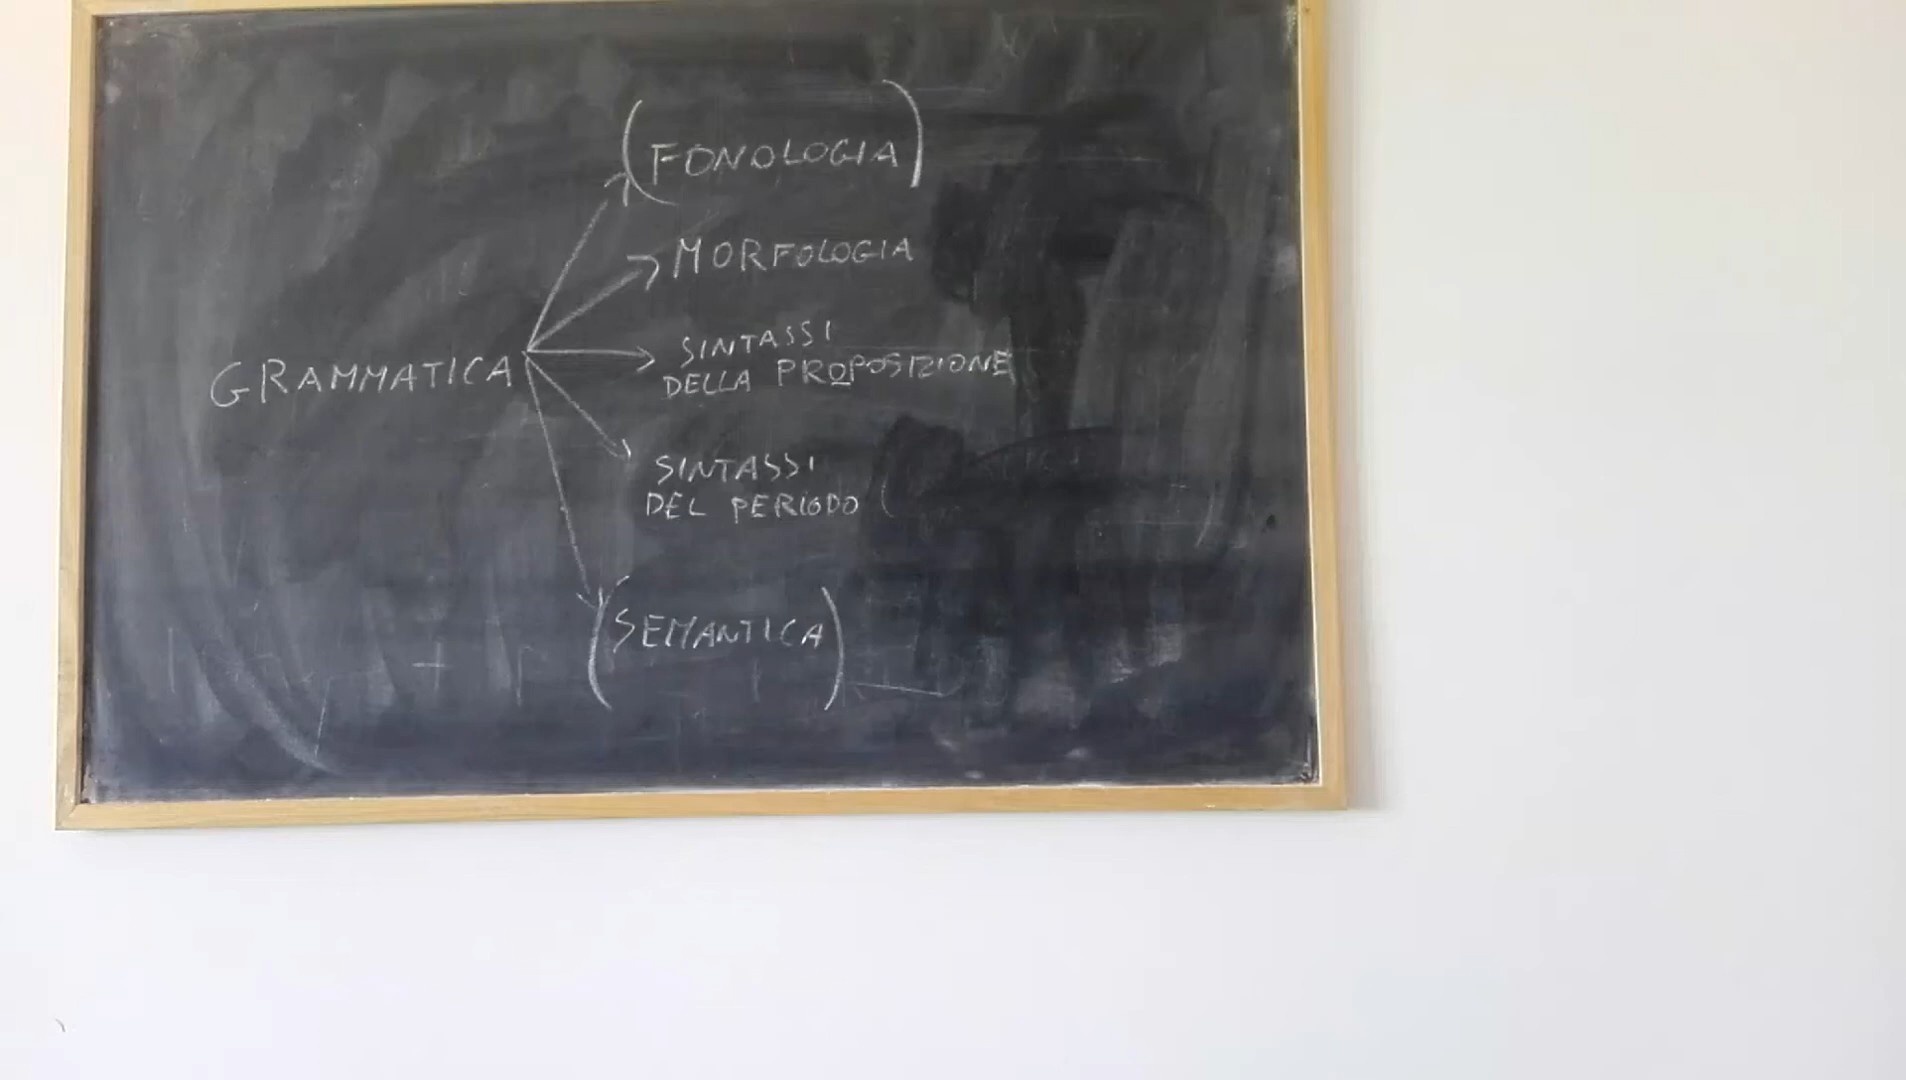 (FONOLOGIA)
MORFOLOGIA
GRAMMATICA
SINTASSI
DELLA PROPOSIZIONE
SINTASSI
DEL PERIODO
(SEMANTICA)